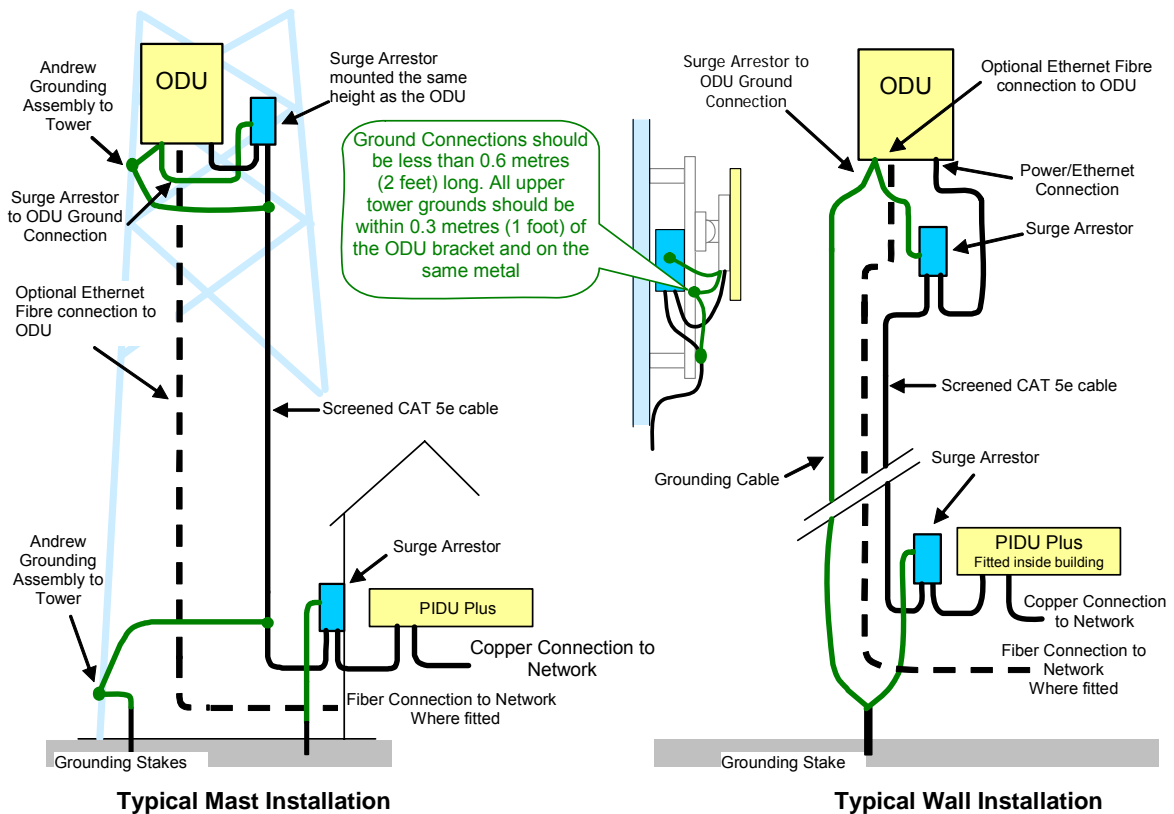 Andrew
Grounding
Assembly to
Tower
ODU
Surge Arrestor
mounted the same
height as the ODU
Surge Arrestor
to ODU Ground
Connection
Ground Connections should
be less than 0.6 metres
(2 feet) long. All upper
tower grounds should be
within 0.3 metres (1 foot) of
the ODU bracket and on the
same metal
Optional Ethernet
Fibre connection to
ODU
Screened CAT 5e cable
Andrew
Grounding
Assembly to
Tower
Surge Arrestor
PIDU Plus
Copper Connection to
Network
Fiber Connection to Network
Where fitted
Grounding Stakes
Typical Mast Installation
Surge Arrestor to
ODU Ground
Connection
ODU
Optional Ethernet Fibre
connection to ODU
Power/Ethernet
Connection
Surge Arrestor
Screened CAT 5e cable
Grounding Cable
Surge Arrestor
PIDU Plus
Fitted inside building
Copper Connection
to Network
Fiber Connection to
Network
Where fitted
Grounding Stake
Typical Wall Installation